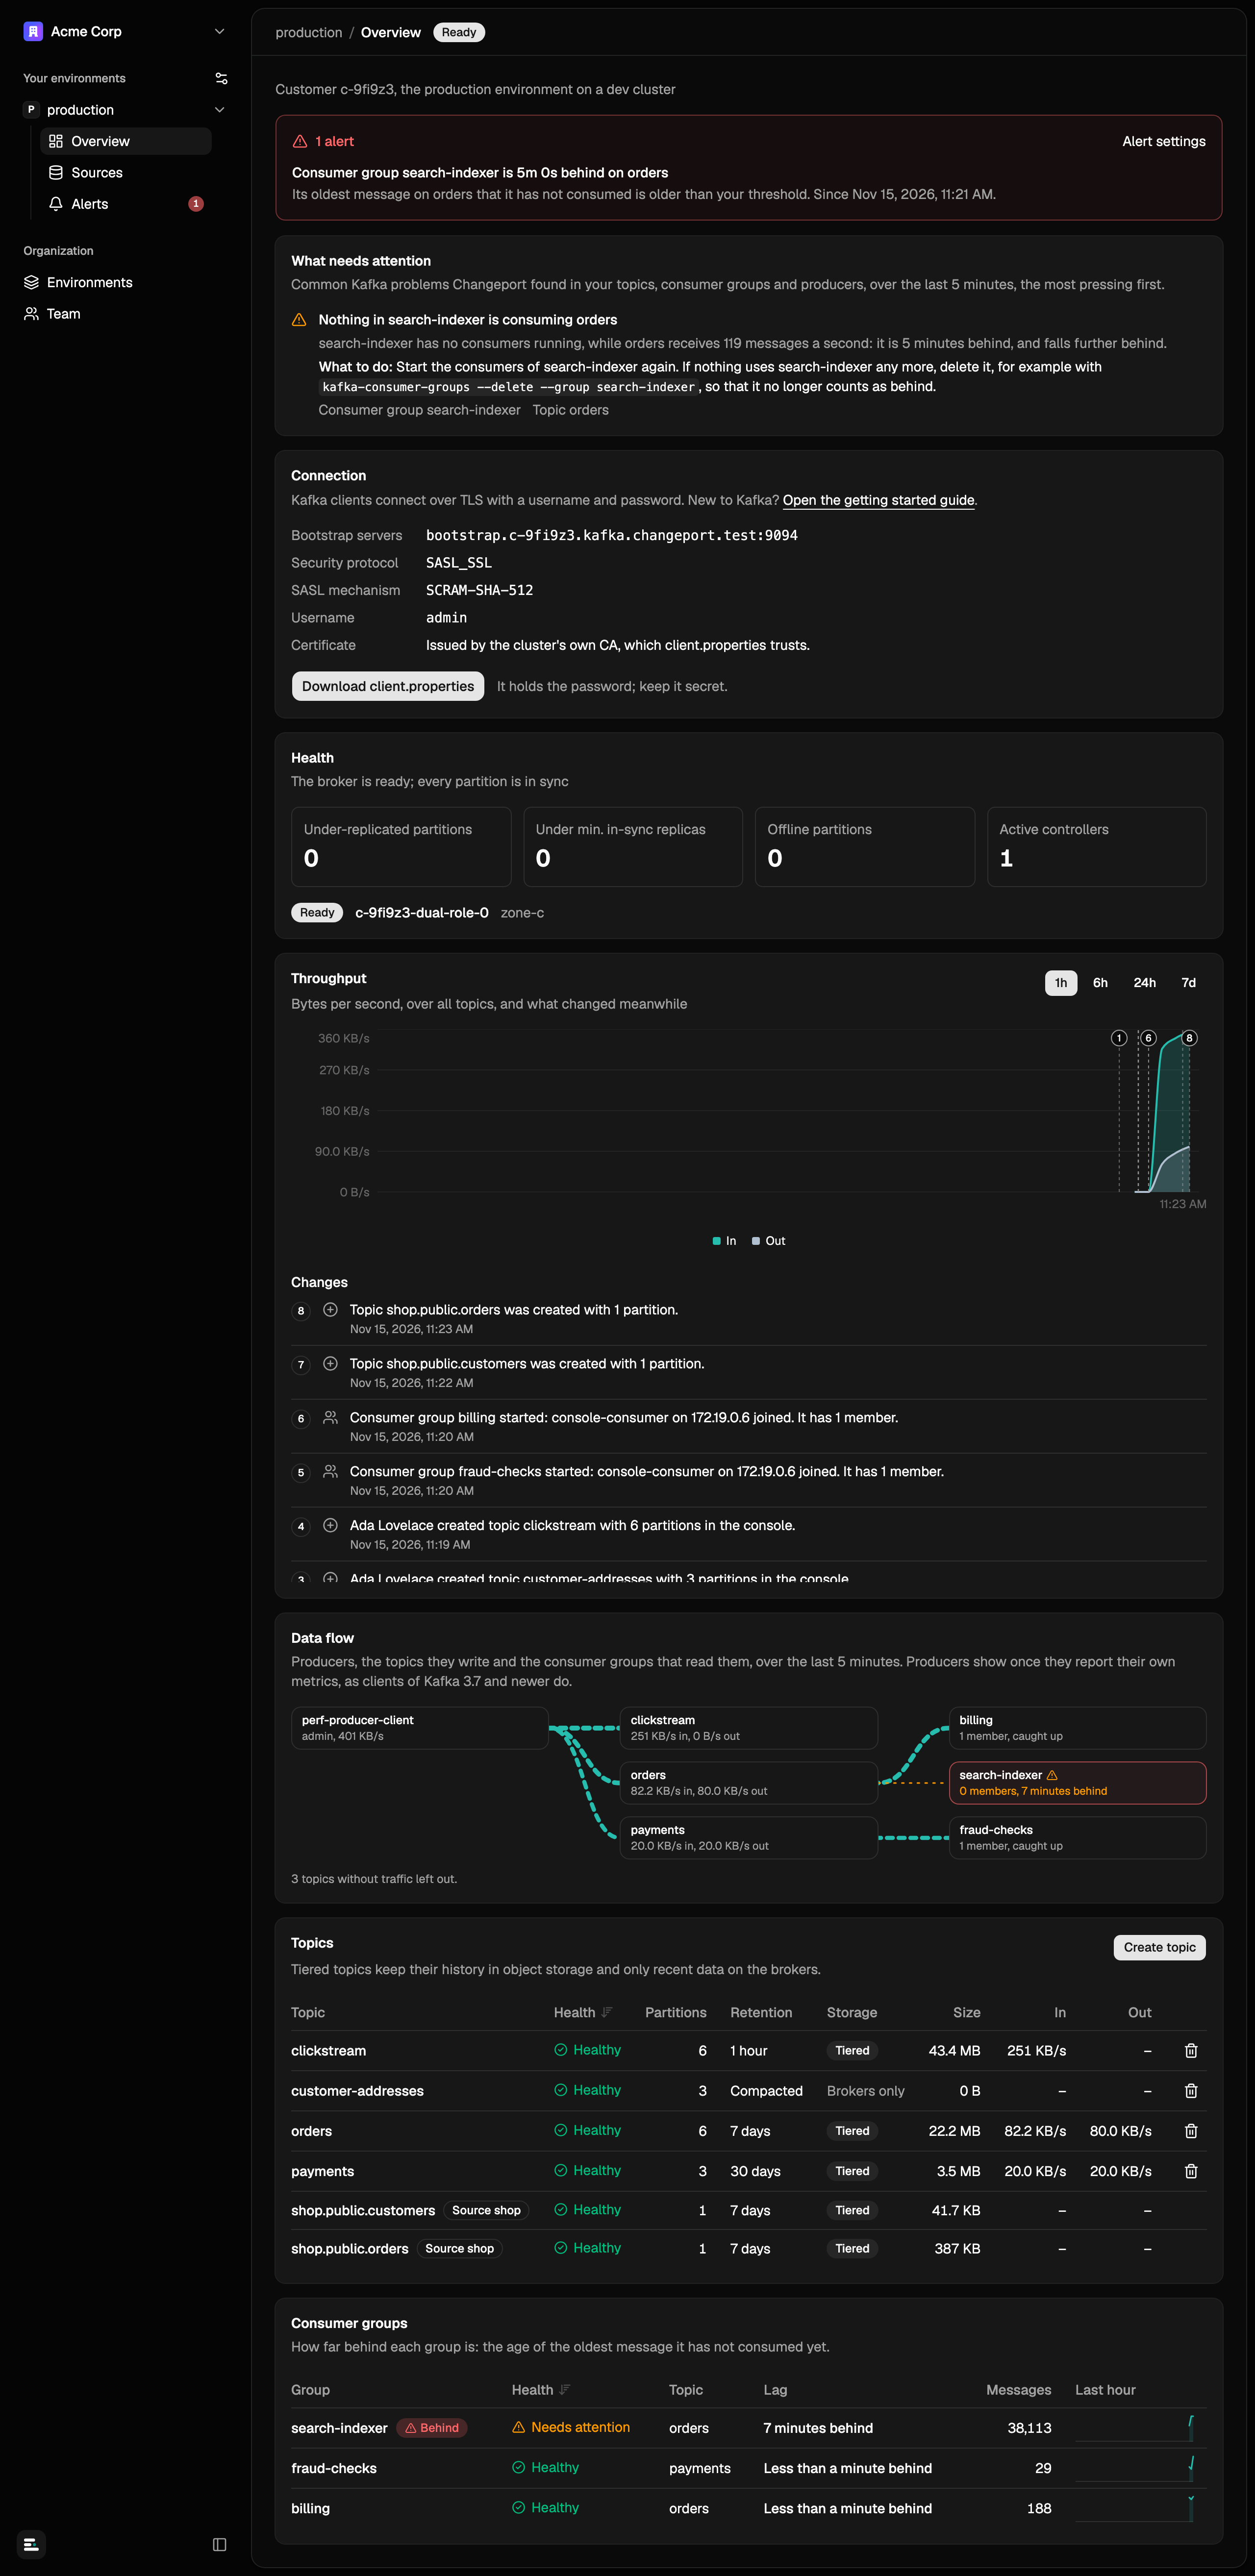 Acme Corp
production / Overview Ready
Your environments
P production
Overview
Sources
Alerts 1
Organization
Environments
Team
Customer c-9fi9z3, the production environment on a dev cluster
1 alert
Alert settings
Consumer group search-indexer is 5m 0s behind on orders
Its oldest message on orders that it has not consumed is older than your threshold. Since Nov 15, 2026, 11:21 AM.
What needs attention
Common Kafka problems Changeport found in your topics, consumer groups and producers, over the last 5 minutes, the most pressing first.
Nothing in search-indexer is consuming orders
search-indexer has no consumers running, while orders receives 119 messages a second: it is 5 minutes behind, and falls further behind.
What to do: Start the consumers of search-indexer again. If nothing uses search-indexer any more, delete it, for example with
kafka-consumer-groups --delete --group search-indexer, so that it no longer counts as behind.
Consumer group search-indexer Topic orders
Connection
Kafka clients connect over TLS with a username and password. New to Kafka? Open the getting started guide.
Bootstrap servers bootstrap.c-9fi9z3.kafka.changeport.test:9094
Security protocol SASL_SSL
SASL mechanism SCRAM-SHA-512
Username admin
Certificate Issued by the cluster's own CA, which client.properties trusts.
Download client.properties It holds the password; keep it secret.
Health
The broker is ready; every partition is in sync
Under-replicated partitions
0
Under min. in-sync replicas
0
Offline partitions
0
Active controllers
1
Ready c-9fi9z3-dual-role-0 zone-c
Throughput
1h 6h 24h 7d
Bytes per second, over all topics, and what changed meanwhile
360 KB/s
270 KB/s
180 KB/s
90.0 KB/s
0 B/s
1 6 8
11:23 AM
In Out
Changes
8 Topic shop.public.orders was created with 1 partition.
Nov 15, 2026, 11:23 AM
7 Topic shop.public.customers was created with 1 partition.
Nov 15, 2026, 11:22 AM
6 Consumer group billing started: console-consumer on 172.19.0.6 joined. It has 1 member.
Nov 15, 2026, 11:20 AM
5 Consumer group fraud-checks started: console-consumer on 172.19.0.6 joined. It has 1 member.
Nov 15, 2026, 11:20 AM
4 Ada Lovelace created topic clickstream with 6 partitions in the console.
Nov 15, 2026, 11:19 AM
3 Ada Lovelace created topic customer-addresses with 3 partitions in the console
Data flow
Producers, the topics they write and the consumer groups that read them, over the last 5 minutes. Producers show once they report their own
metrics, as clients of Kafka 3.7 and newer do.
perf-producer-client
admin, 401 KB/s
clickstream
251 KB/s in, 0 B/s out
orders
82.2 KB/s in, 80.0 KB/s out
payments
20.0 KB/s in, 20.0 KB/s out
billing
1 member, caught up
search-indexer
0 members, 7 minutes behind
fraud-checks
1 member, caught up
3 topics without traffic left out.
Topics
Create topic
Tiered topics keep their history in object storage and only recent data on the brokers.
Topic Health Partitions Retention Storage Size In Out
clickstream Healthy 6 1 hour Tiered 43.4 MB 251 KB/s –
customer-addresses Healthy 3 Compacted Brokers only 0 B – –
orders Healthy 6 7 days Tiered 22.2 MB 82.2 KB/s 80.0 KB/s
payments Healthy 3 30 days Tiered 3.5 MB 20.0 KB/s 20.0 KB/s
shop.public.customers Source shop Healthy 1 7 days Tiered 41.7 KB – –
shop.public.orders Source shop Healthy 1 7 days Tiered 387 KB – –
Consumer groups
How far behind each group is: the age of the oldest message it has not consumed yet.
Group Health Topic Lag Messages Last hour
search-indexer Behind Needs attention orders 7 minutes behind 38,113
fraud-checks Healthy payments Less than a minute behind 29
billing Healthy orders Less than a minute behind 188